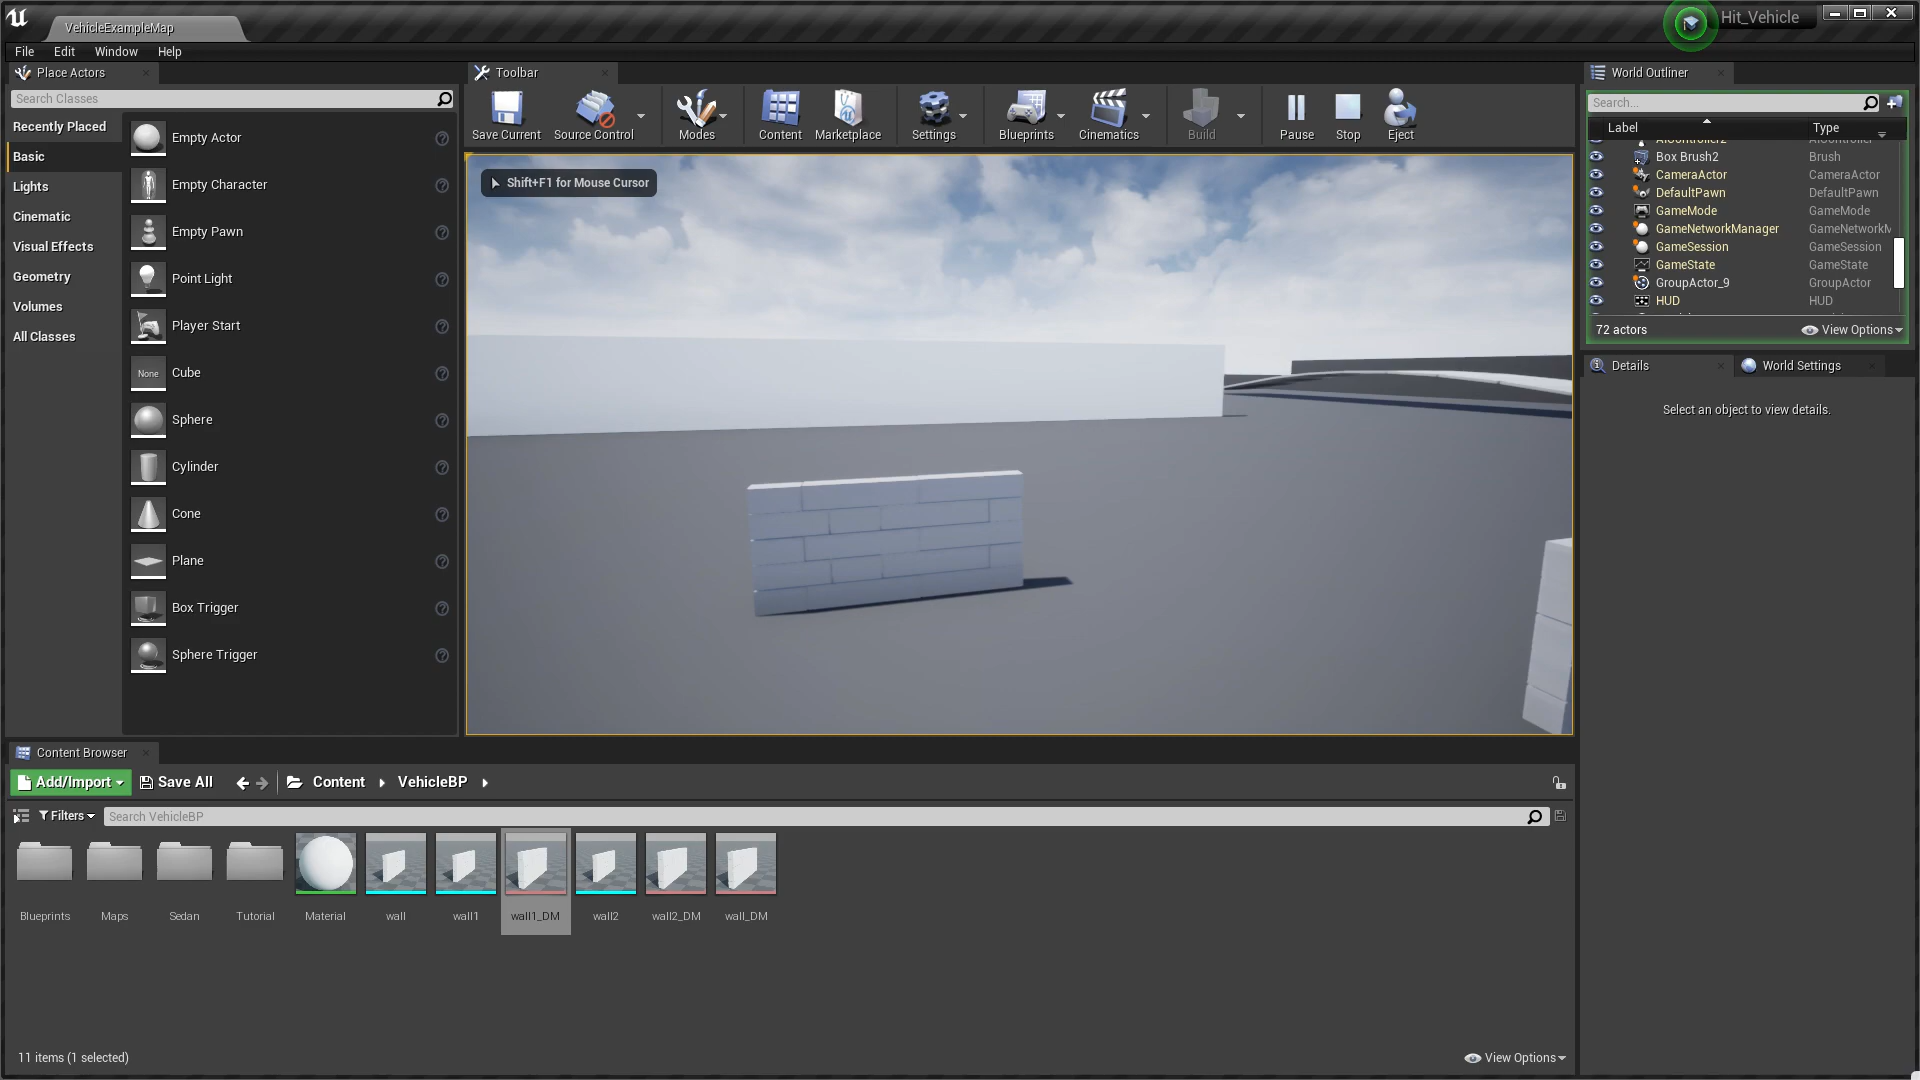 VehicleExampleMap
Hit_Vehicle
File Edit Window Help
Place Actors
Search Classes
Recently Placed
Basic
Lights
Cinematic
Visual Effects
Geometry
Volumes
All Classes
Empty Actor
Empty Character
Empty Pawn
Point Light
Player Start
None
Cube
Sphere
Cylinder
Cone
Plane
Box Trigger
Sphere Trigger
Toolbar
Save Current
Source Control
Modes
Content
Marketplace
Settings
Blueprints
Cinematics
Build
Pause
Stop
Eject
Shift+F1 for Mouse Cursor
World Outliner
Search...
Label Type
Box Brush2 Brush
CameraActor CameraActor
DefaultPawn DefaultPawn
GameMode GameMode
GameNetworkManager GameNetworkM
GameSession GameSession
GameState GameState
GroupActor_9 GroupActor
HUD HUD
72 actors View Options
Details
World Settings
Select an object to view details.
Content Browser
Add/Import Save All Content VehicleBP
Filters Search VehicleBP
Blueprints Maps Sedan Tutorial Material wall wall1 wall1_DM wall2 wall2_DM wall_DM
11 items (1 selected) View Options